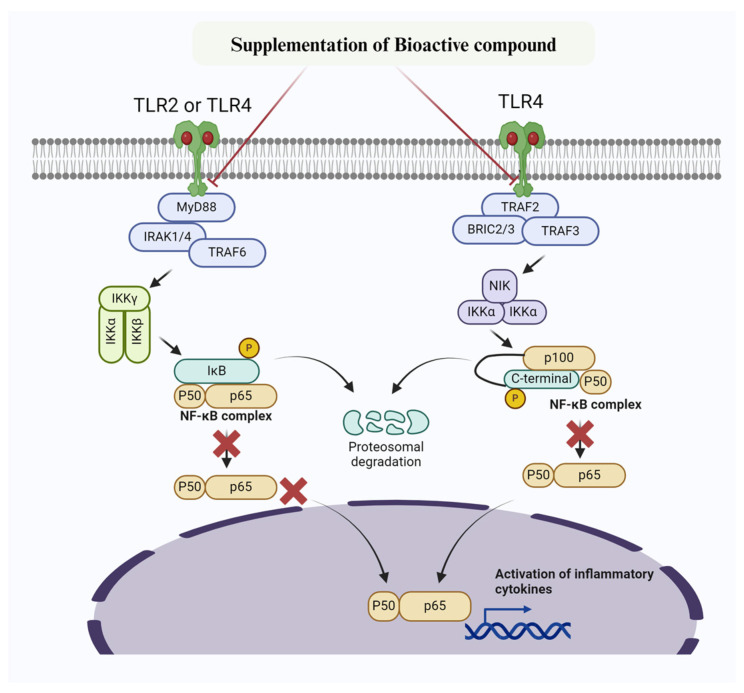 Supplementation of Bioactive compound
TLR2 or TLR4
TLR4
MyD88
IRAK1/4
TRAF6
TRAF2
BRIC2/3
TRAF3
IKKγ
IKKα
IKKβ
NIK
IKKα
IKKα
P
IκB
P50
p65
NF-κB complex
p100
C-terminal
P50
P
NF-κB complex
Proteosomal
degradation
P50
p65
P50
p65
Activation of inflammatory
cytokines
P50
p65